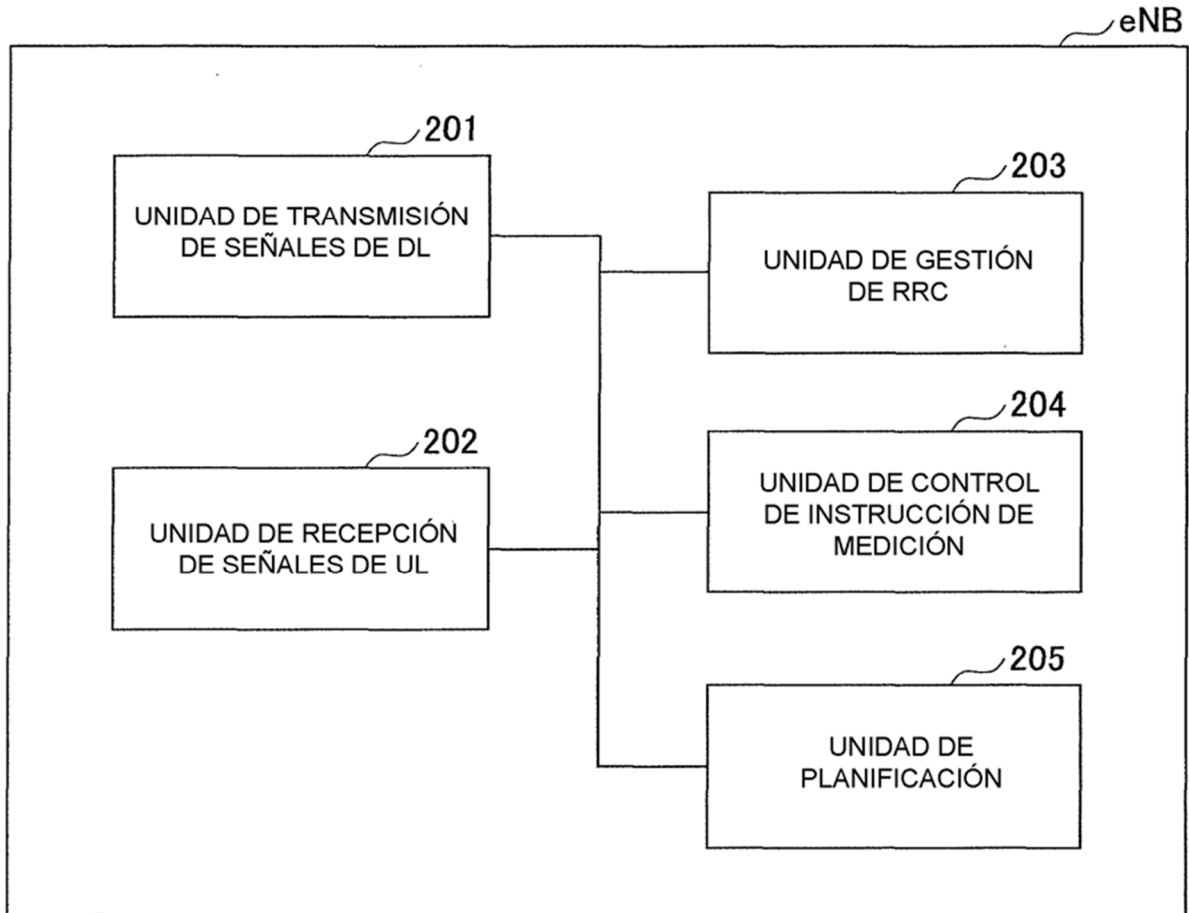 eNB
201
UNIDAD DE TRANSMISIÓN
DE SEÑALES DE DL
203
UNIDAD DE GESTIÓN
DE RRC
202
UNIDAD DE RECEPCIÓN
DE SEÑALES DE UL
204
UNIDAD DE CONTROL
DE INSTRUCCIÓN DE
MEDICIÓN
205
UNIDAD DE
PLANIFICACIÓN